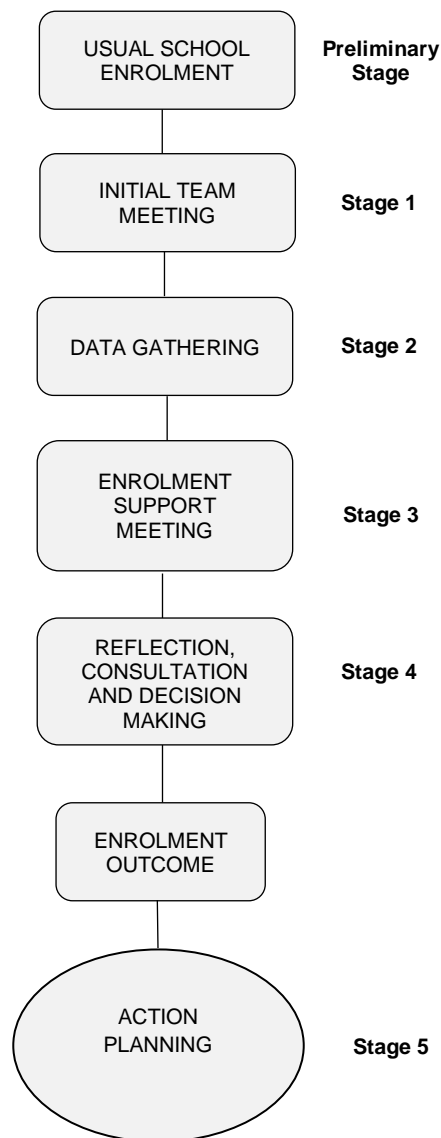 USUAL SCHOOL
ENROLMENT
Preliminary
Stage
INITIAL TEAM
MEETING
Stage 1
DATA GATHERING
Stage 2
ENROLMENT
SUPPORT
MEETING
Stage 3
REFLECTION,
CONSULTATION
AND DECISION
MAKING
Stage 4
ENROLMENT
OUTCOME
ACTION
PLANNING
Stage 5